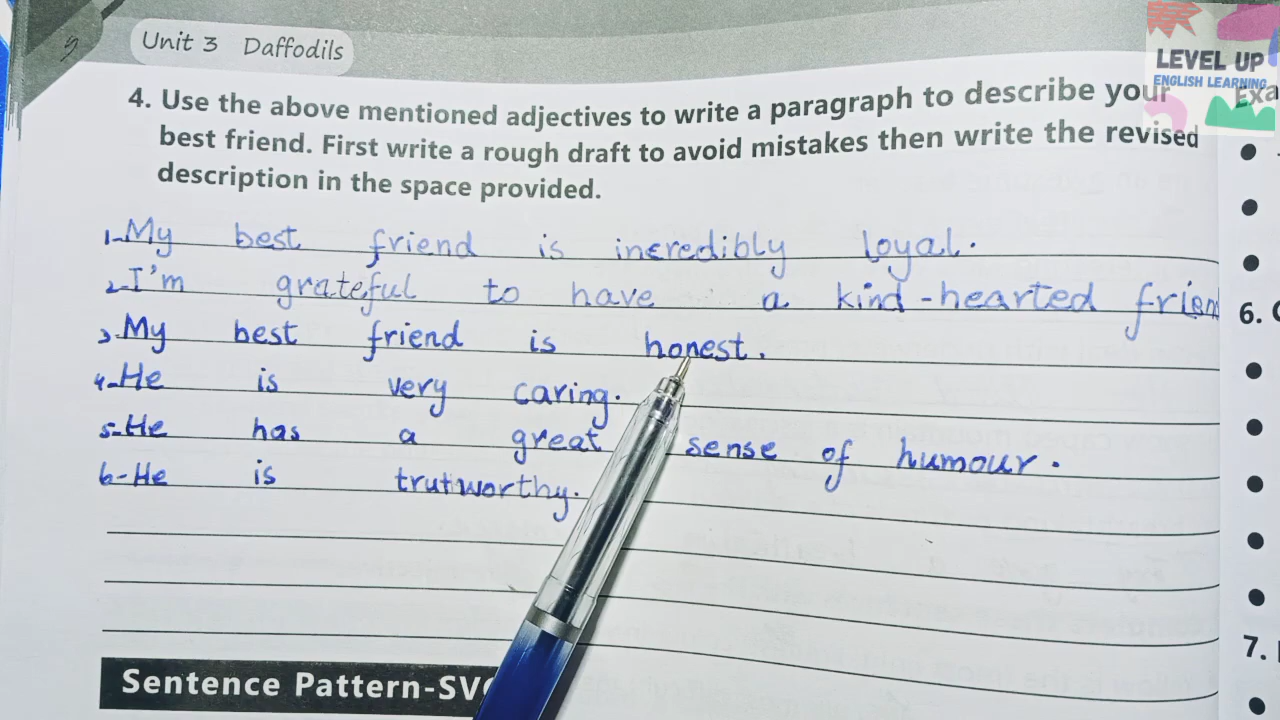 Unit 3 Daffodils
LEVEL UP
ENGLISH LEARNING
4. Use the above mentioned adjectives to write a paragraph to describe your
best friend. First write a rough draft to avoid mistakes then write the revised
description in the space provided.
1-My best friend is incredibly loyal.
2-I'm grateful to have a kind-hearted frien
3-My best friend is honest.
4-He is very caring.
5-He has a great sense of humour.
6-He is trutworthy.
Sentence Pattern-SV
6.
7.